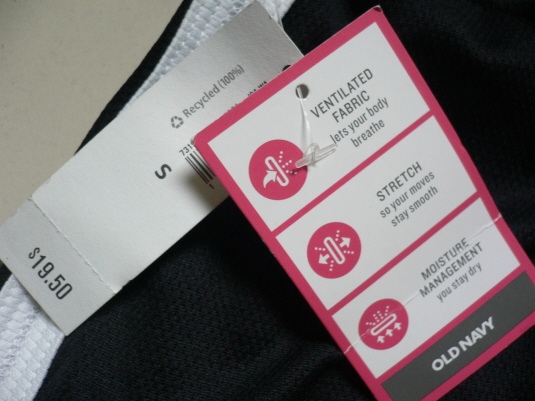 Recycled (100%)
S
$19.50
VENTILATED
FABRIC
lets your body
breathe
STRETCH
so your moves
stay smooth
MOISTURE
MANAGEMENT
you stay dry
OLD NAVY